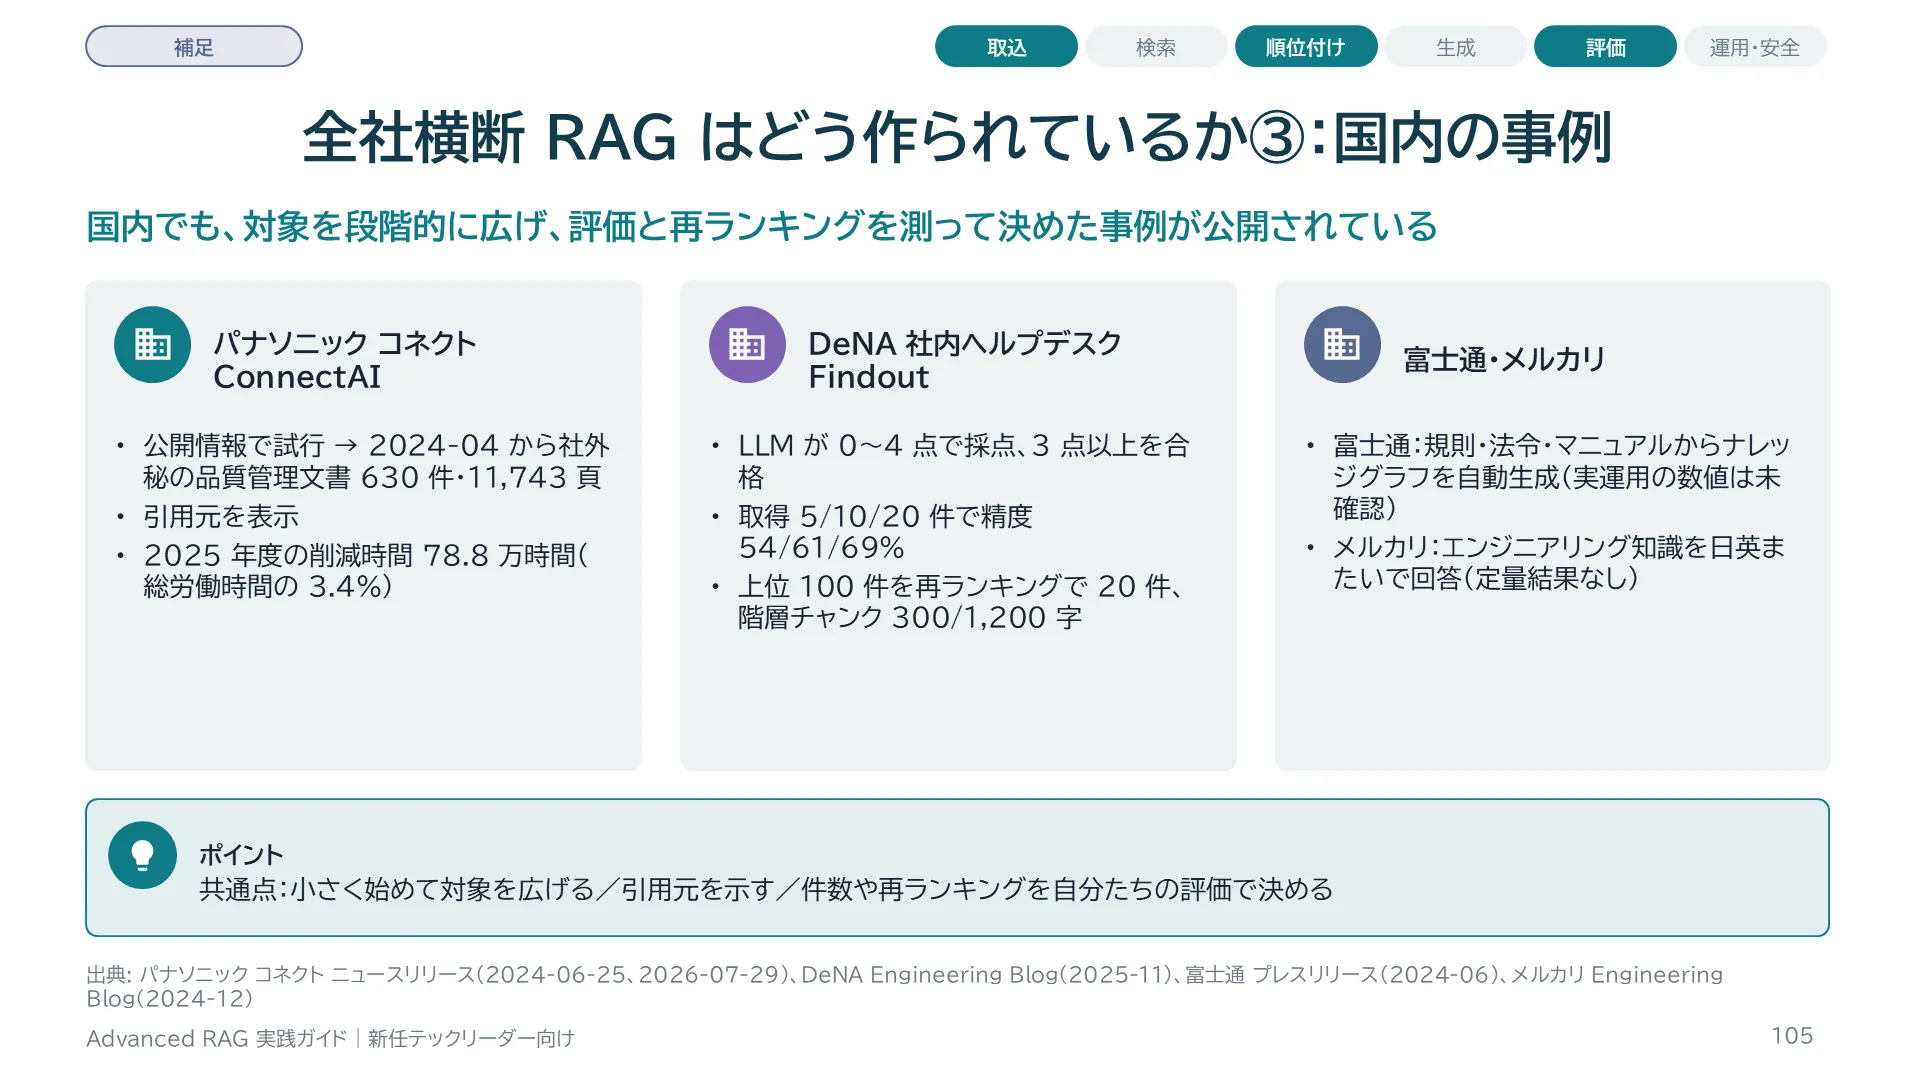 補足
取込
検索
順位付け
生成
評価
運用・安全
全社横断 RAG はどう作られているか③：国内の事例
国内でも、対象を段階的に広げ、評価と再ランキングを測って決めた事例が公開されている
パナソニック コネクト
ConnectAI
• 公開情報で試行 → 2024-04 から社外
秘の品質管理文書 630 件・11,743 頁
• 引用元を表示
• 2025 年度の削減時間 78.8 万時間（
総労働時間の 3.4%）
DeNA 社内ヘルプデスク
Findout
• LLM が 0～4 点で採点、3 点以上を合
格
• 取得 5/10/20 件で精度
54/61/69%
• 上位 100 件を再ランキングで 20 件、
階層チャンク 300/1,200 字
富士通・メルカリ
• 富士通：規則・法令・マニュアルからナレッ
ジグラフを自動生成（実運用の数値は未
確認）
• メルカリ：エンジニアリング知識を日英ま
たいで回答（定量結果なし）
ポイント
共通点：小さく始めて対象を広げる／引用元を示す／件数や再ランキングを自分たちの評価で決める
出典: パナソニック コネクト ニュースリリース（2024-06-25、2026-07-29）、DeNA Engineering Blog（2025-11）、富士通 プレスリリース（2024-06）、メルカリ Engineering
Blog（2024-12）
Advanced RAG 実践ガイド｜新任テックリーダー向け
105